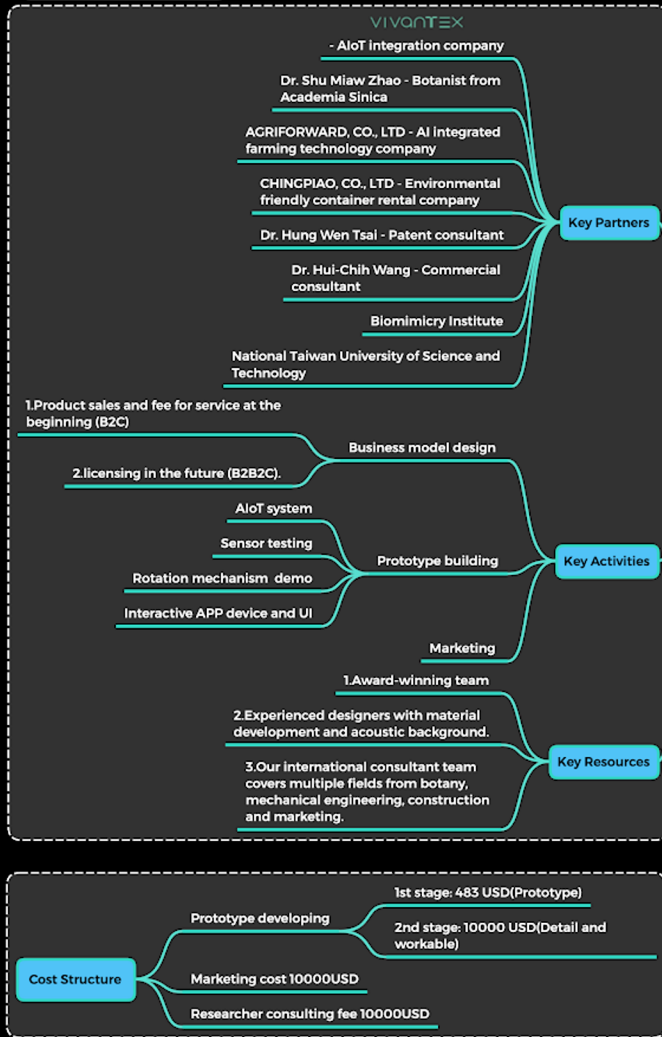 VIVANTEX
- AIoT integration company
Dr. Shu Miaw Zhao - Botanist from
Academia Sinica
AGRIFORWARD, CO., LTD - AI integrated
farming technology company
CHINGPIAO, CO., LTD - Environmental
friendly container rental company
Dr. Hung Wen Tsai - Patent consultant
Dr. Hui-Chih Wang - Commercial
consultant
Biomimicry Institute
National Taiwan University of Science and
Technology
Key Partners
1.Product sales and fee for service at the
beginning (B2C)
2.licensing in the future (B2B2C).
Business model design
AIoT system
Sensor testing
Rotation mechanism demo
Interactive APP device and UI
Prototype building
Marketing
Key Activities
1.Award-winning team
2.Experienced designers with material
development and acoustic background.
3.Our international consultant team
covers multiple fields from botany,
mechanical engineering, construction
and marketing.
Key Resources
Cost Structure
Prototype developing
1st stage: 483 USD(Prototype)
2nd stage: 10000 USD(Detail and
workable)
Marketing cost 10000USD
Researcher consulting fee 10000USD